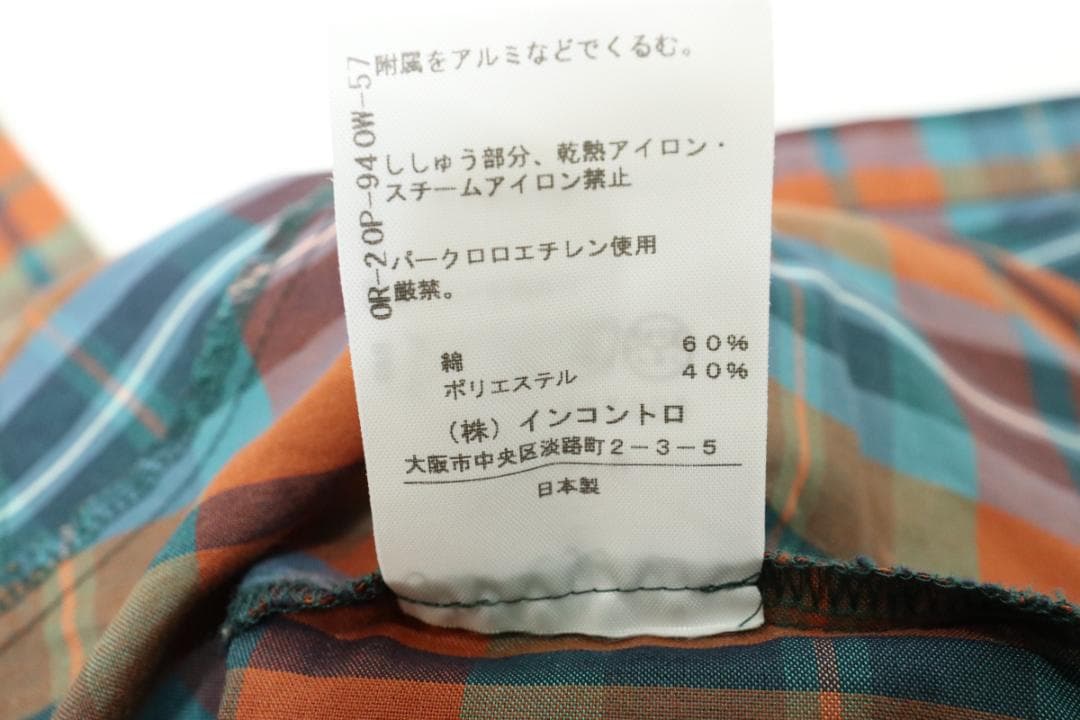 附属をアルミなどでくるむ。
ししゅう部分、乾熱アイロン・
スチームアイロン禁止
パークロロエチレン使用
厳禁。
綿 60%
ポリエステル 40%
(株)インコントロ
大阪市中央区淡路町2-3-5
日本製
OR-2OP-940W-57